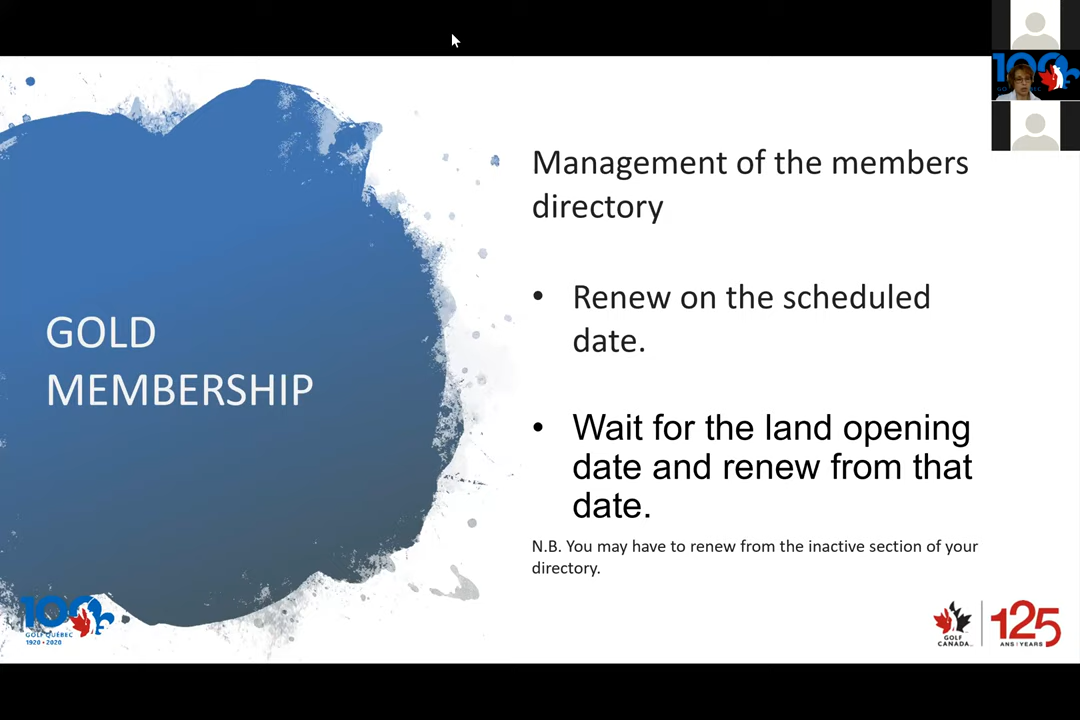 GOLD
MEMBERSHIP
Management of the members
directory
• Renew on the scheduled
date.
• Wait for the land opening
date and renew from that
date.
N.B. You may have to renew from the inactive section of your
directory.
100
GOLF QUÉBEC
1920 • 2020
GOLF
CANADA
125
ANS | YEARS
100